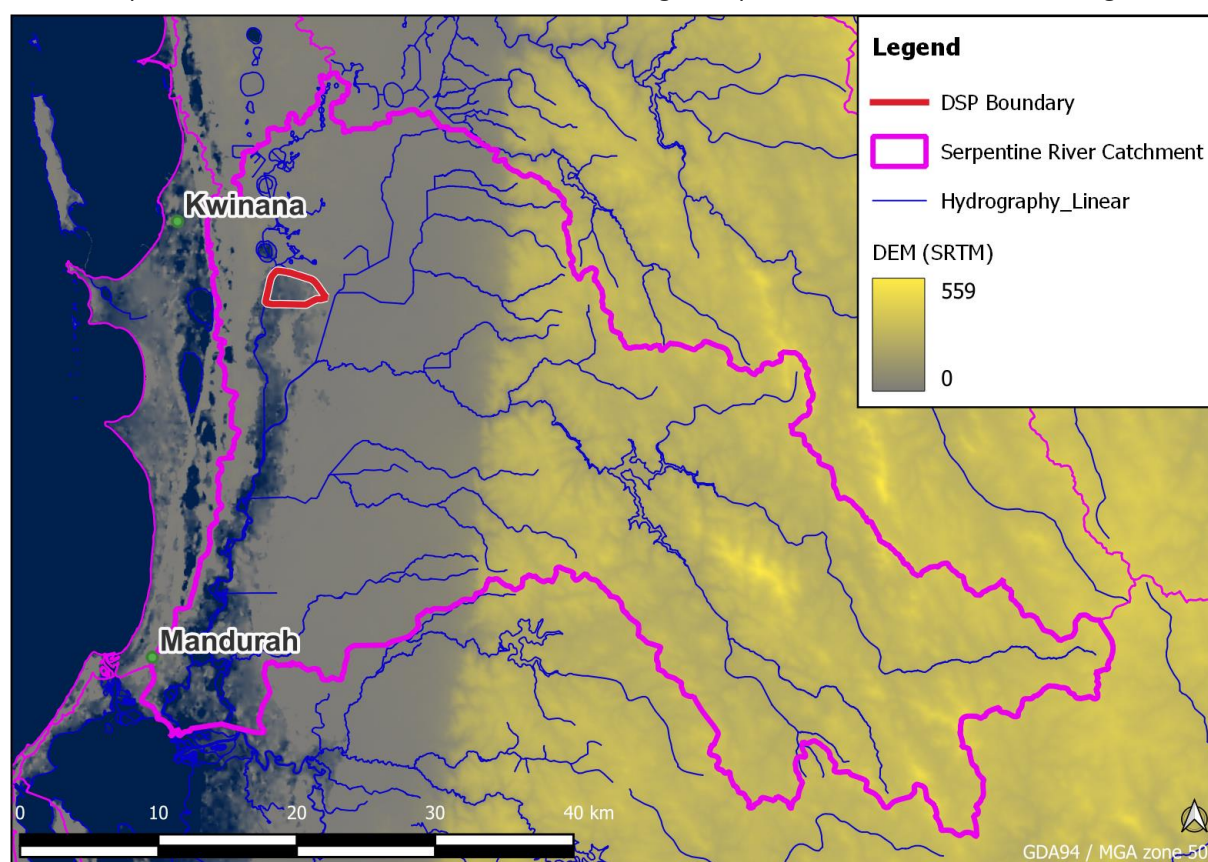 Legend
DSP Boundary
Serpentine River Catchment
Hydrography_Linear
DEM (SRTM)
559
0
Kwinana
Mandurah
0 10 20 30 40 km
GDA94 / MGA zone 50